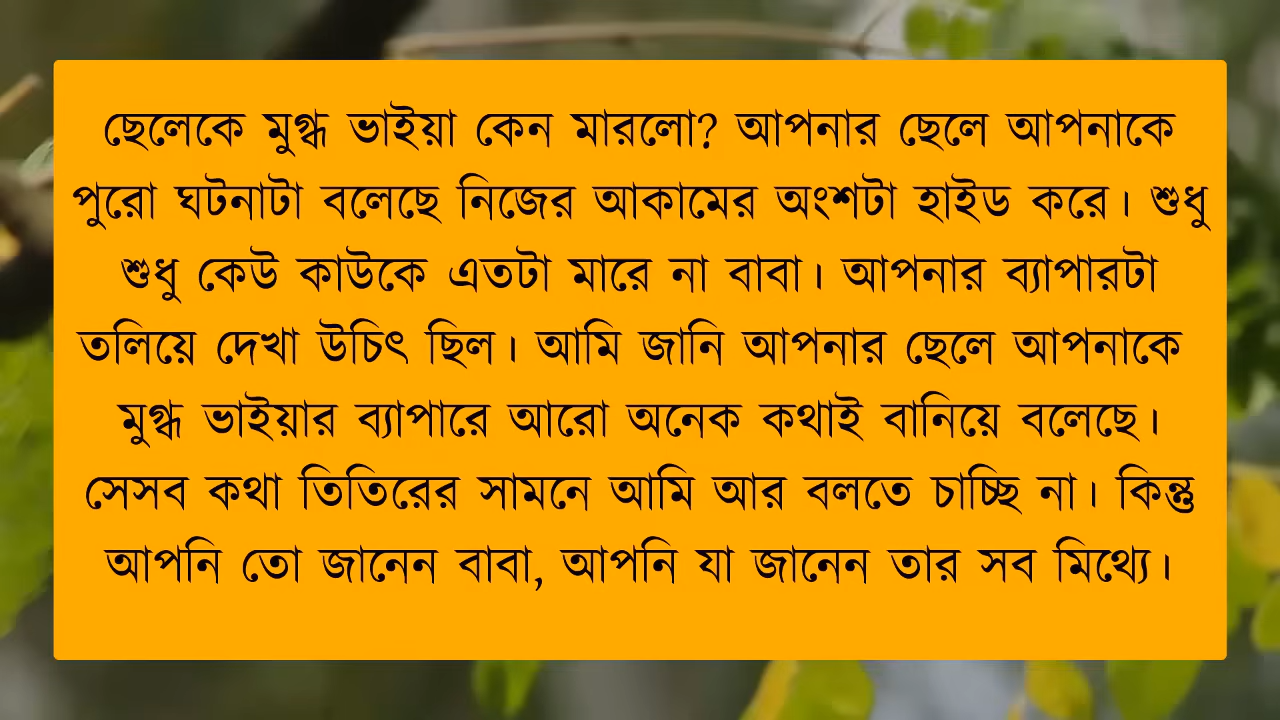 ছেলেকে মুগ্ধ ভাইয়া কেন মারলো? আপনার ছেলে আপনাকে
পুরো ঘটনাটা বলেছে নিজের আকামের অংশটা হাইড করে। শুধু
শুধু কেউ কাউকে এতটা মারে না বাবা। আপনার ব্যাপারটা
তলিয়ে দেখা উচিৎ ছিল। আমি জানি আপনার ছেলে আপনাকে
মুগ্ধ ভাইয়ার ব্যাপারে আরো অনেক কথাই বানিয়ে বলেছে।
সেসব কথা তিতিরের সামনে আমি আর বলতে চাচ্ছি না। কিন্তু
আপনি তো জানেন বাবা, আপনি যা জানেন তার সব মিথ্যে।